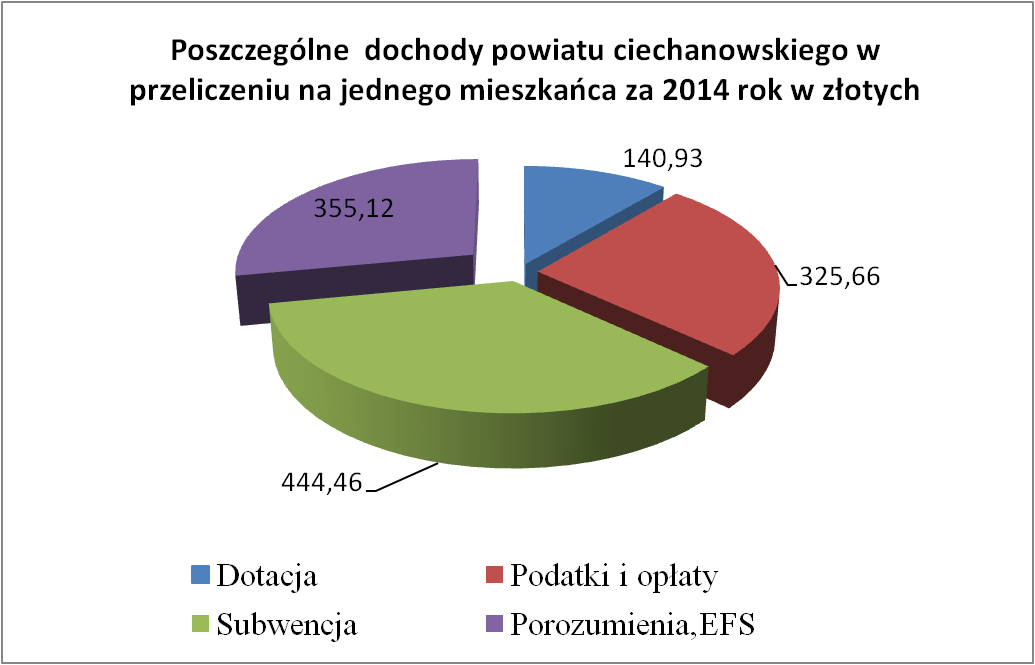 Poszczególne dochody powiatu ciechanowskiego w
przeliczeniu na jednego mieszkańca za 2014 rok w złotych
140,93
355,12
325,66
444,46
Dotacja
Podatki i opłaty
Subwencja
Porozumienia,EFS